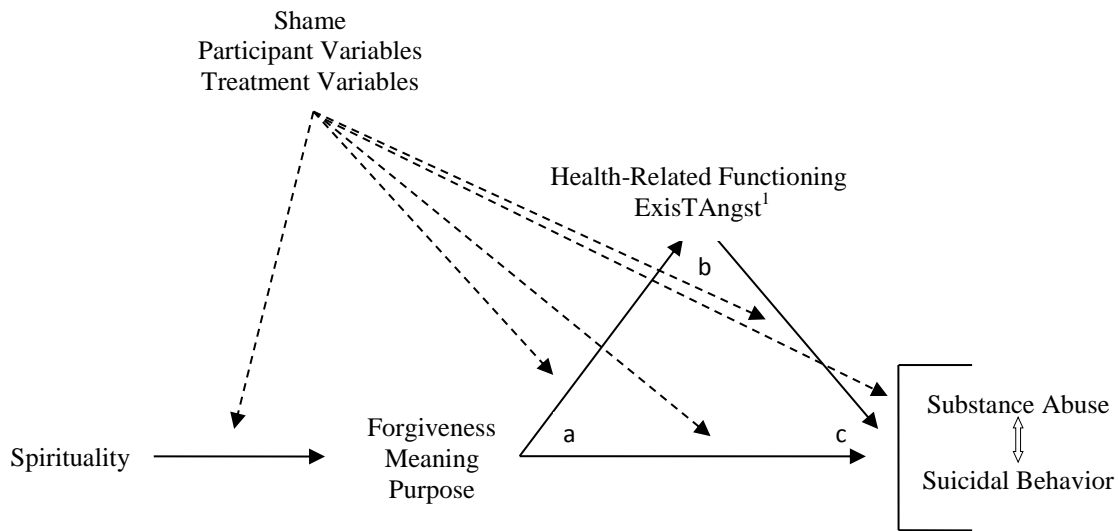 Shame
Participant Variables
Treatment Variables
Health-Related Functioning
ExisTAngst¹
b
Forgiveness
Meaning
Purpose
a
c
Spirituality
Substance Abuse
Suicidal Behavior